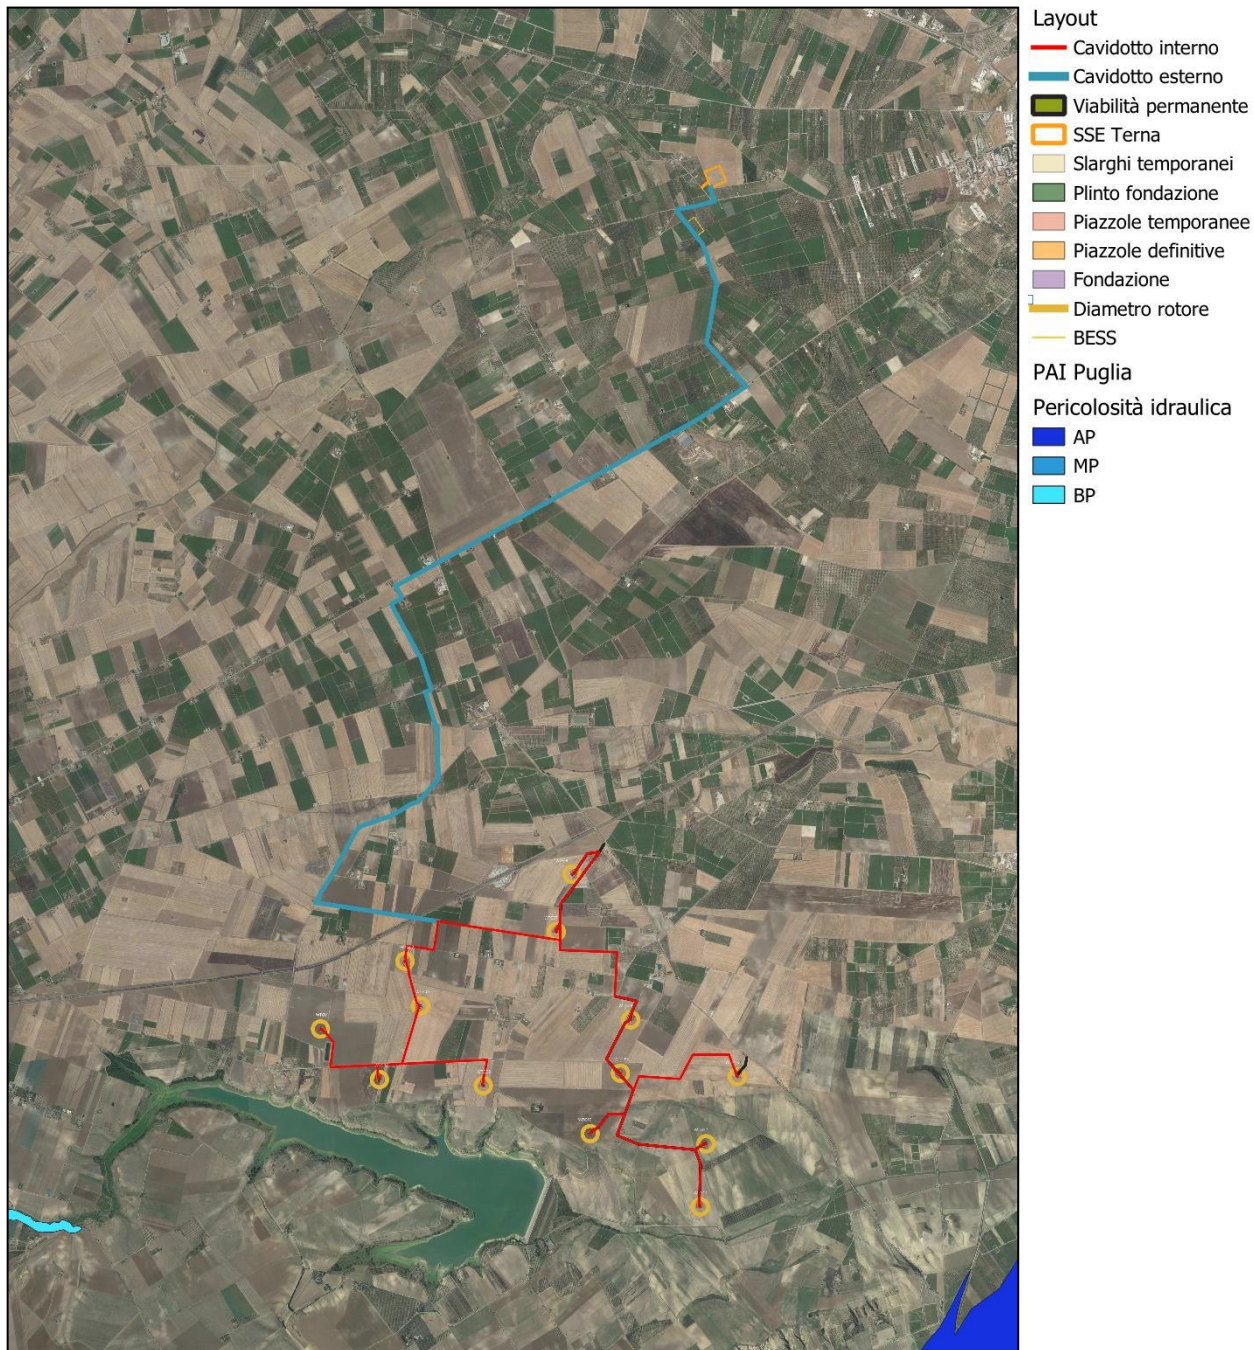 Layout
Cavidotto interno
Cavidotto esterno
Viabilità permanente
SSE Terna
Slarghi temporanei
Plinto fondazione
Piazzole temporanee
Piazzole definitive
Fondazione
Diametro rotore
BESS
PAI Puglia
Pericolosità idraulica
AP
MP
BP